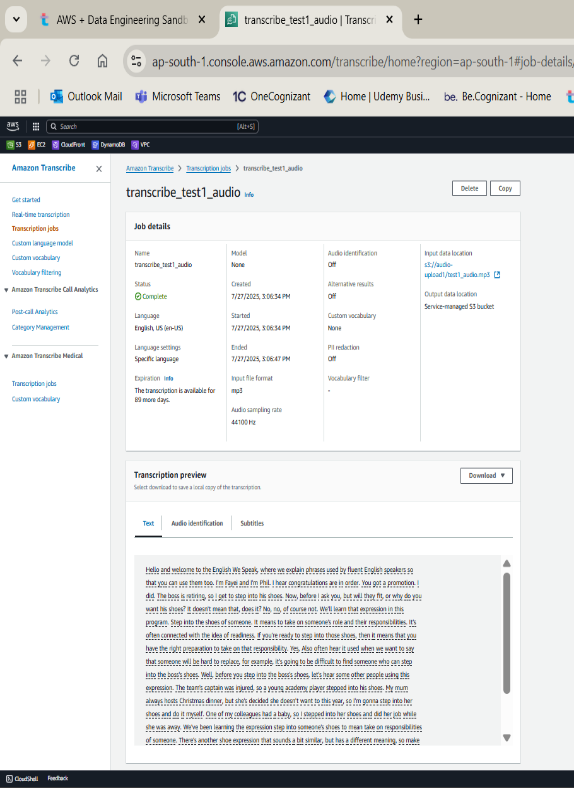 AWS + Data Engineering Sandb
transcribe_test1_audio | Transcri
ap-south-1.console.aws.amazon.com/transcribe/home?region=ap-south-1#job-details/
Outlook Mail Microsoft Teams 1C OneCognizant Home | Udemy Busi... be. Be.Cognizant - Home
aws Search [Alt+S]
S3 EC2 CloudFront DynamoDB VPC
Amazon Transcribe
Get started
Real-time transcription
Transcription jobs
Custom language model
Custom vocabulary
Vocabulary filtering
Amazon Transcribe Call Analytics
Post-call Analytics
Category Management
Amazon Transcribe Medical
Transcription jobs
Custom vocabulary
Amazon Transcribe > Transcription jobs > transcribe_test1_audio
transcribe_test1_audio Info
Delete Copy
Job details
Name
transcribe_test1_audio
Status
Complete
Language
English, US (en-US)
Language settings
Specific language
Expiration Info
The transcription is available for
89 more days.
Model
None
Created
7/27/2025, 3:06:34 PM
Started
7/27/2025, 3:06:34 PM
Ended
7/27/2025, 3:06:47 PM
Input file format
mp3
Audio sampling rate
44100 Hz
Audio identification
Off
Alternative results
Off
Custom vocabulary
None
PII redaction
Off
Vocabulary filter
-
Input data location
s3://audio-
upload1/test1_audio.mp3
Output data location
Service-managed S3 bucket
Transcription preview
Select download to save a local copy of the transcription.
Download
Text Audio identification Subtitles
Hello and welcome to the English We Speak, where we explain phrases used by fluent English speakers so
that you can use them too. I'm Fayei and I'm Phil. I hear congratulations are in order. You got a promotion. I
did. The boss is retiring, so I get to step into his shoes. Now, before I ask you, but will they fit, or why do you
want his shoes? It doesn't mean that, does it? No, no, of course not. We'll learn that expression in this
program. Step into the shoes of someone. It means to take on someone's role and their responsibilities. It's
often connected with the idea of readiness. If you're ready to step into those shoes, then it means that you
have the right preparation to take on that responsibility. Yes. Also often hear it used when we want to say
that someone will be hard to replace, for example. It's going to be difficult to find someone who can step
into the boss's shoes. Well, before you step into the boss's shoes, let's hear some other people using this
expression. The team's captain was injured, so a young academy player stepped into his shoes. My mum
always hosts Christmas dinner, but she's decided she doesn't want to this year, so I'm gonna step into her
shoes and do it myself. One of my colleagues had a baby, so I stepped into her shoes and did her job while
she was away. We've been learning the expression step into someone's shoes to mean take on responsibilities
of someone. There's another shoe expression that sounds a bit similar, but has a different meaning, so make
CloudShell Feedback